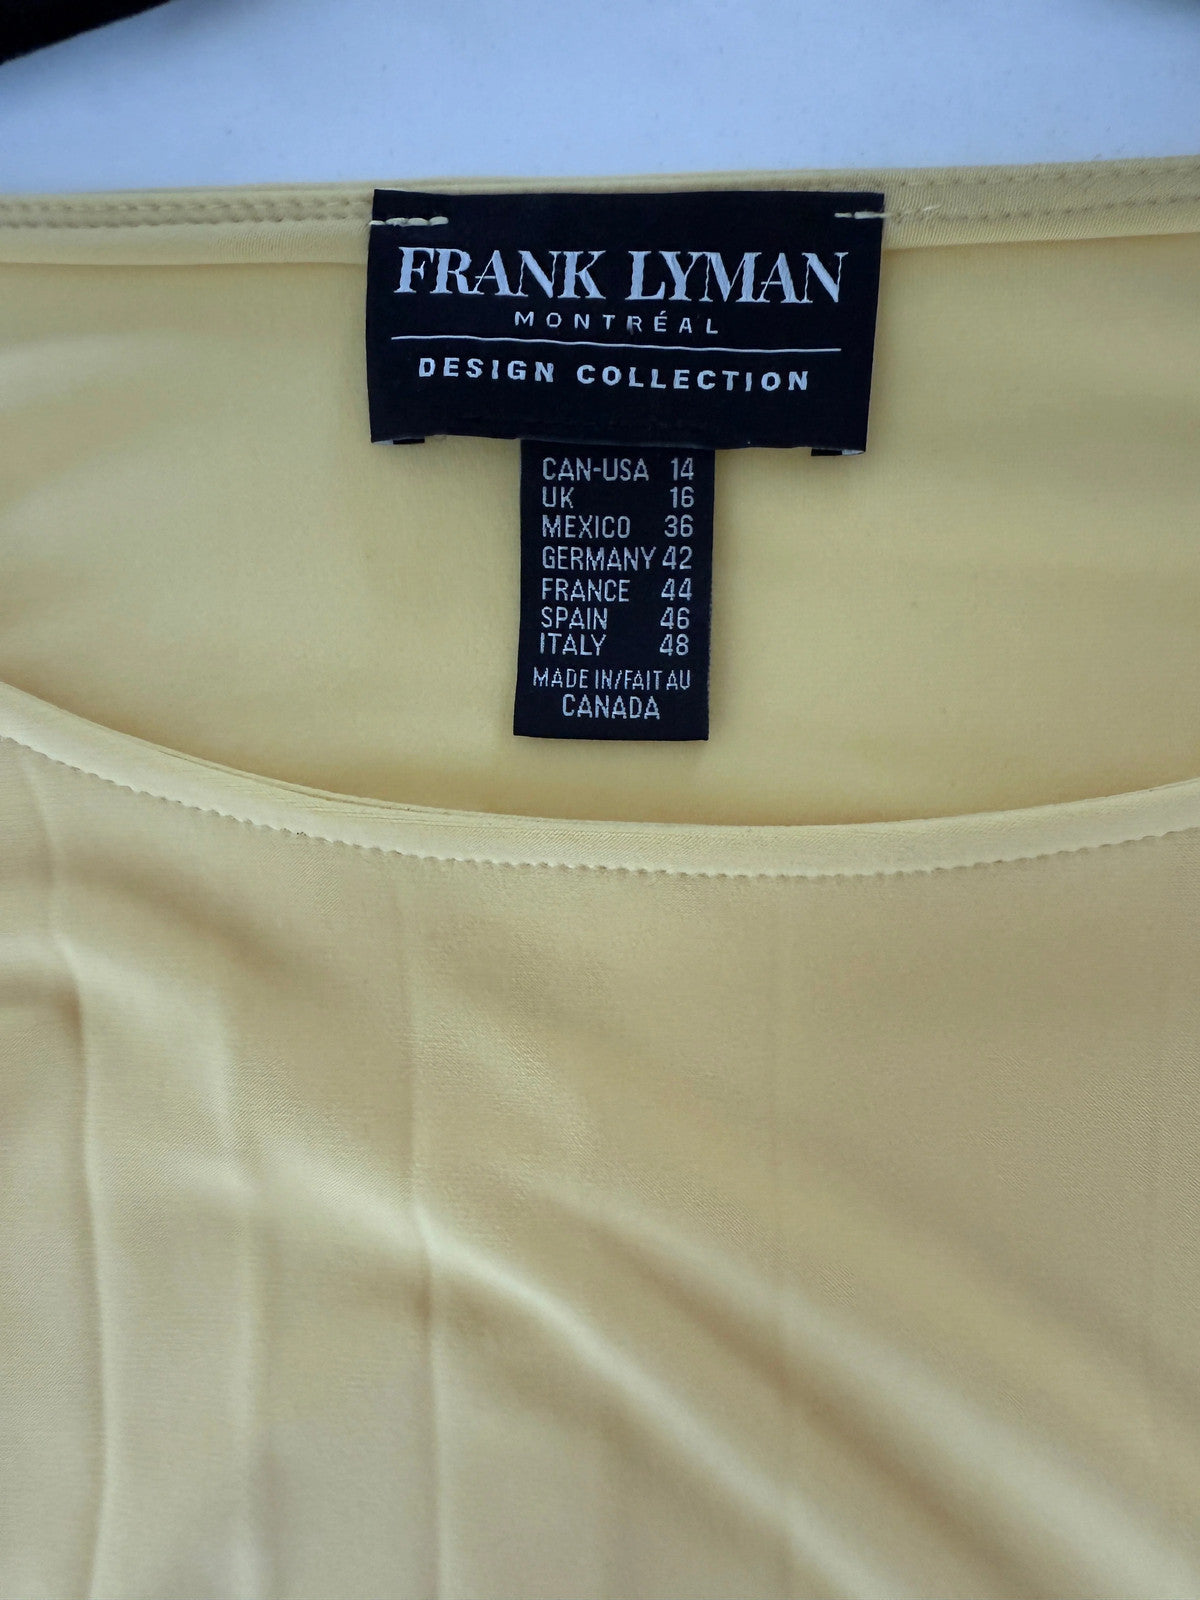 FRANK LYMAN
MONTRÉAL
DESIGN COLLECTION
CAN-USA 14
UK 16
MEXICO 36
GERMANY 42
FRANCE 44
SPAIN 46
ITALY 48
MADE IN/FAIT AU
CANADA